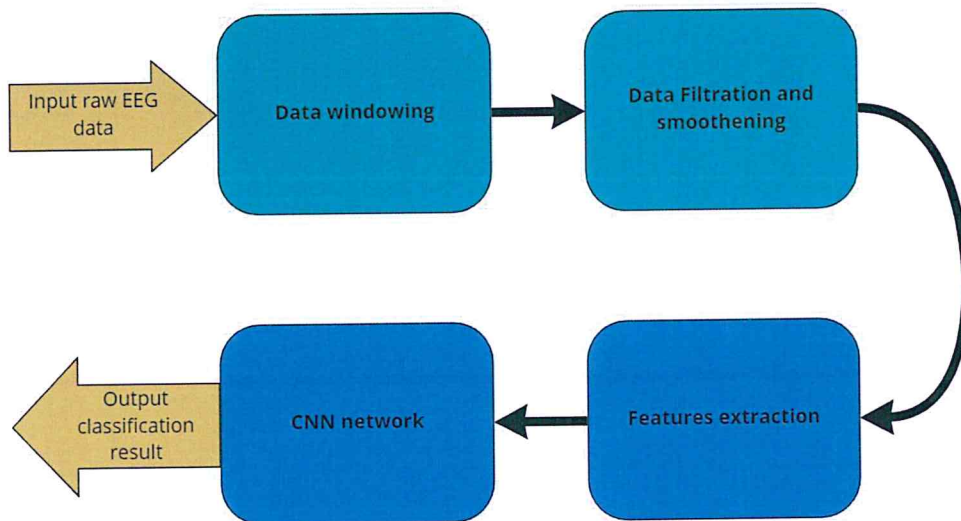 Input raw EEG
data
Data windowing
Data Filtration and
smoothening
Features extraction
CNN network
Output
classification
result